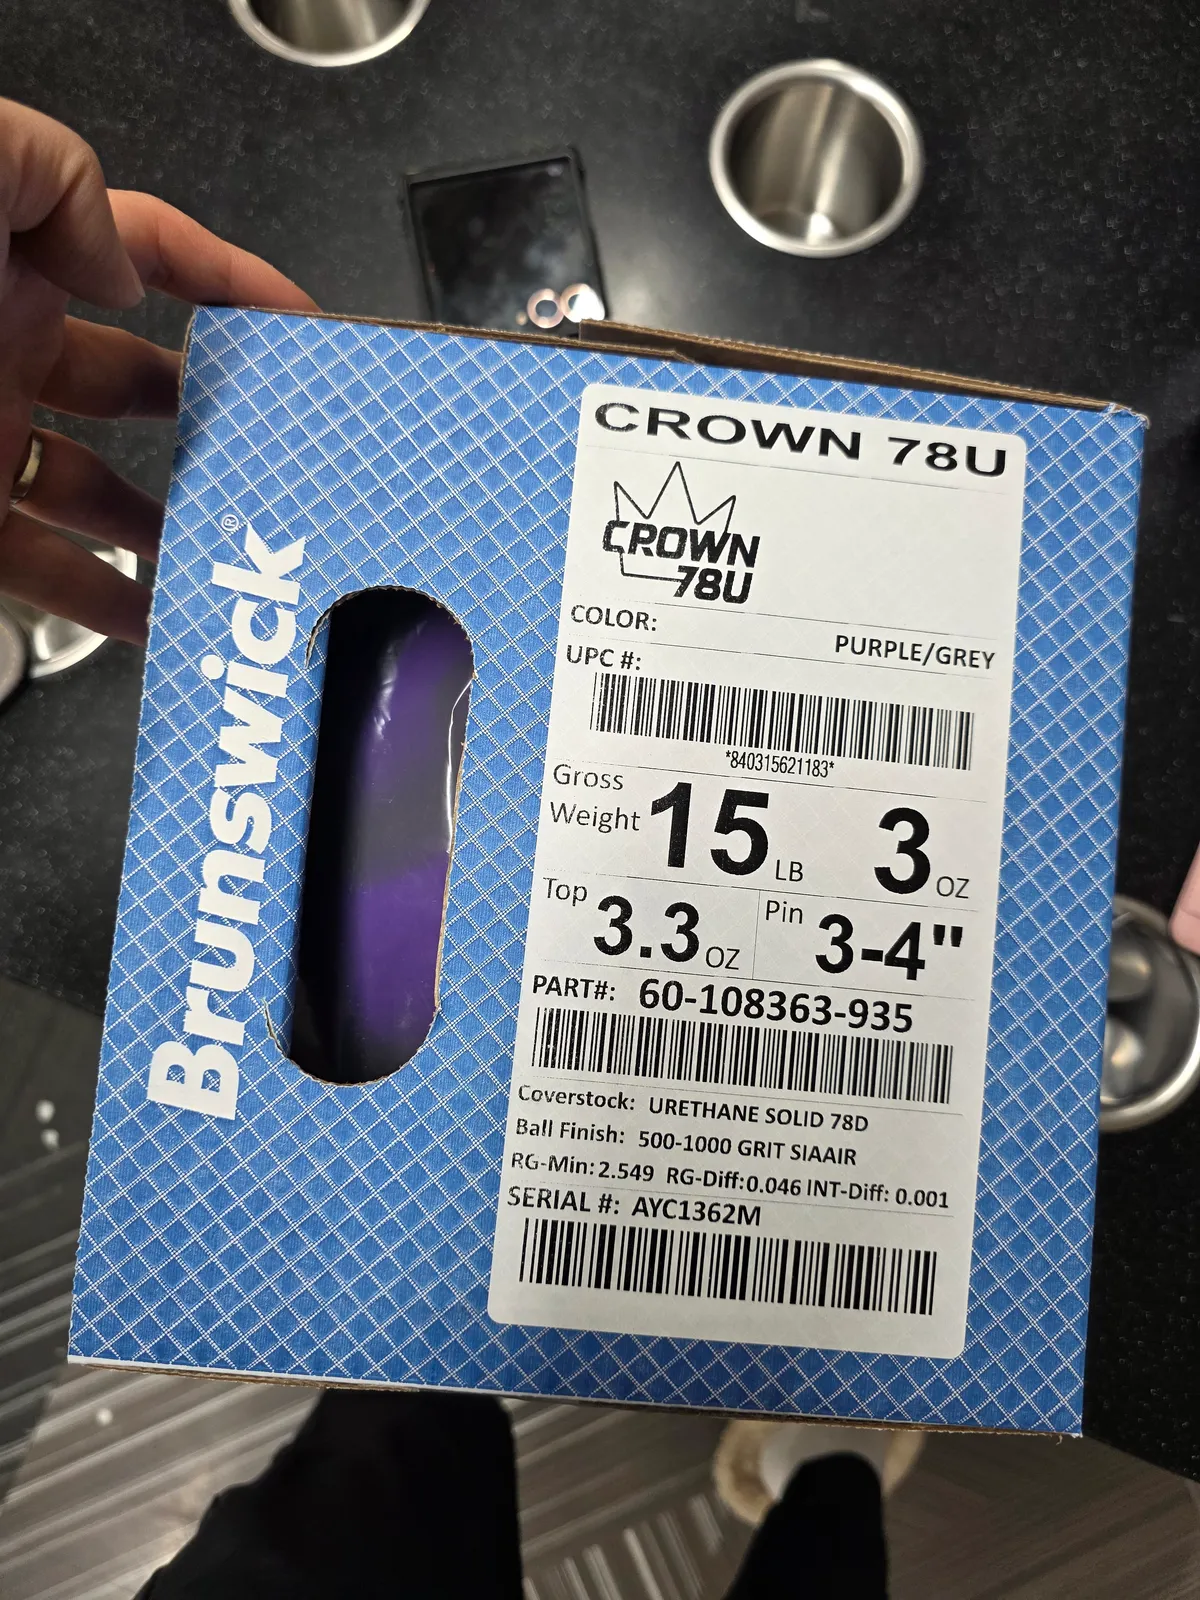 Brunswick®
CROWN 78U
CROWN
78U
COLOR: PURPLE/GREY
UPC #:
*840315621183*
Gross
Weight 15 LB 3 OZ
Top 3.3 OZ Pin 3-4"
PART#: 60-108363-935
Coverstock: URETHANE SOLID 78D
Ball Finish: 500-1000 GRIT SIAAIR
RG-Min: 2.549 RG-Diff: 0.046 INT-Diff: 0.001
SERIAL #: AYC1362M